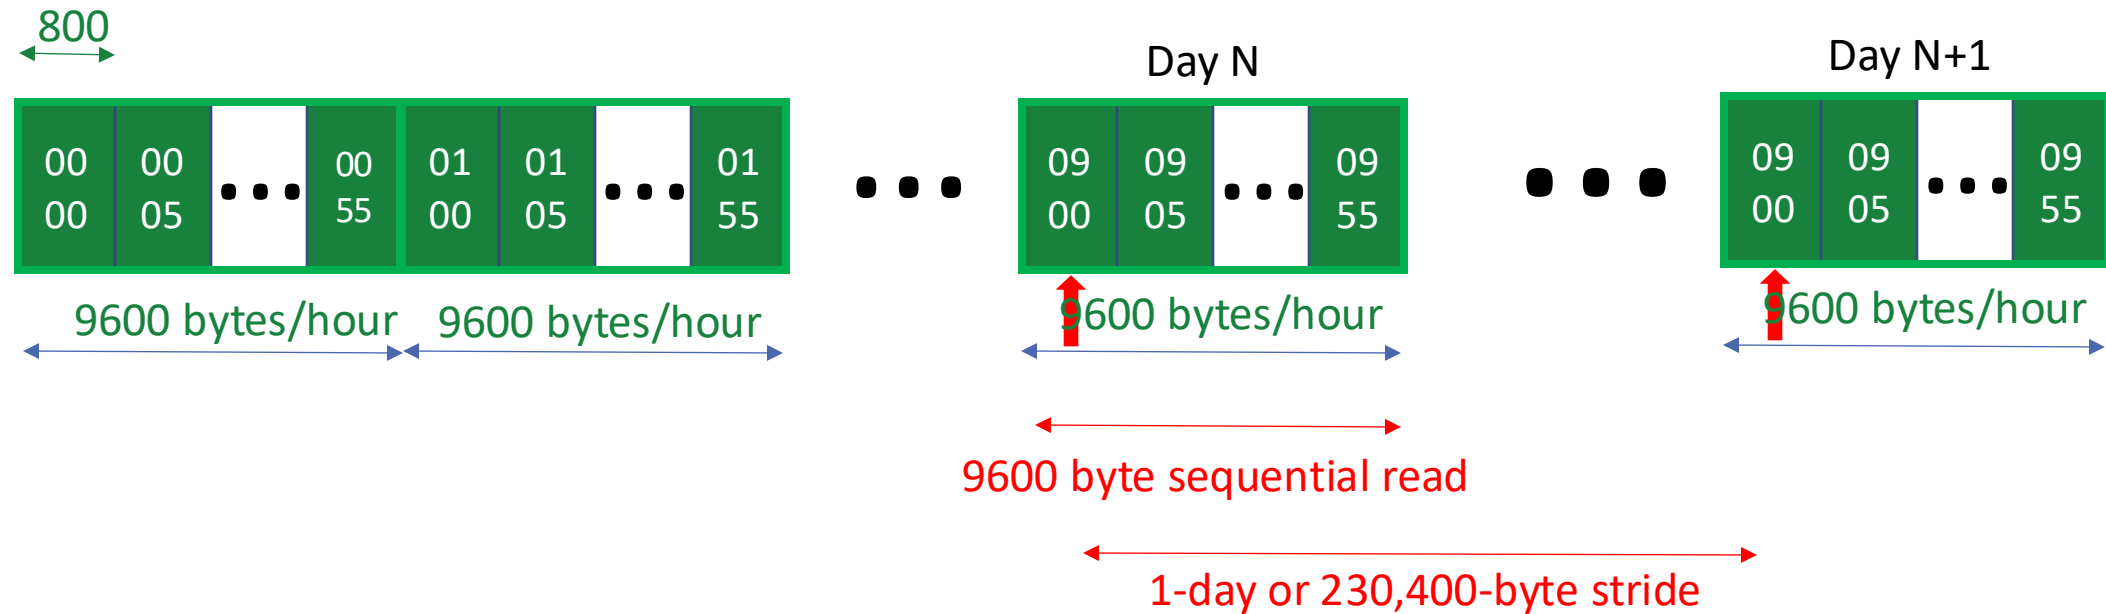 800
Day N
Day N+1
00 00 00 01 01 01 09 09 09 09 09 09
00 05 55 00 05 55 00 05 55 00 05 55
9600 bytes/hour 9600 bytes/hour 9600 bytes/hour 9600 bytes/hour
9600 byte sequential read
1-day or 230,400-byte stride